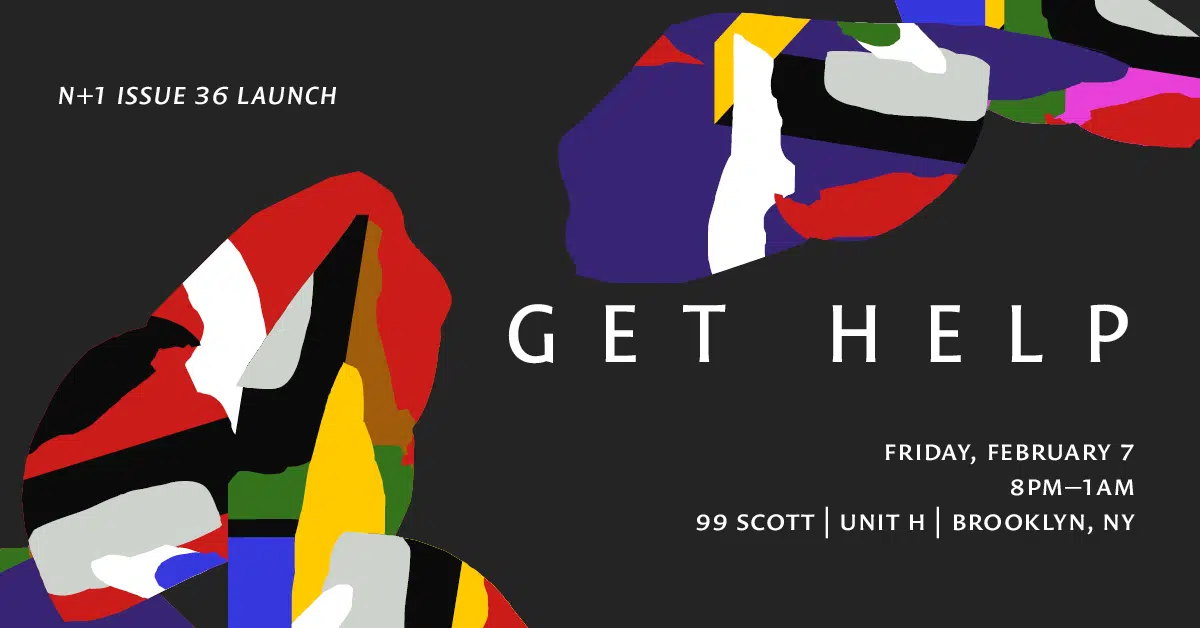 N+1 ISSUE 36 LAUNCH
GET HELP
FRIDAY, FEBRUARY 7
8PM—1AM
99 SCOTT | UNIT H | BROOKLYN, NY